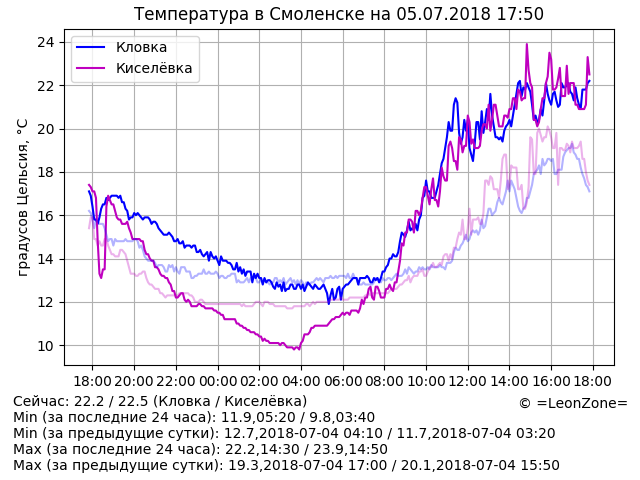 Температура в Смоленске на 05.07.2018 17:50
Кловка
Киселёвка
градусов Цельсия, °C
24
22
20
18
16
14
12
10
18:00 20:00 22:00 00:00 02:00 04:00 06:00 08:00 10:00 12:00 14:00 16:00 18:00
Сейчас: 22.2 / 22.5 (Кловка / Киселёвка)
© =LeonZone=
Min (за последние 24 часа): 11.9,05:20 / 9.8,03:40
Min (за предыдущие сутки): 12.7,2018-07-04 04:10 / 11.7,2018-07-04 03:20
Max (за последние 24 часа): 22.2,14:30 / 23.9,14:50
Max (за предыдущие сутки): 19.3,2018-07-04 17:00 / 20.1,2018-07-04 15:50